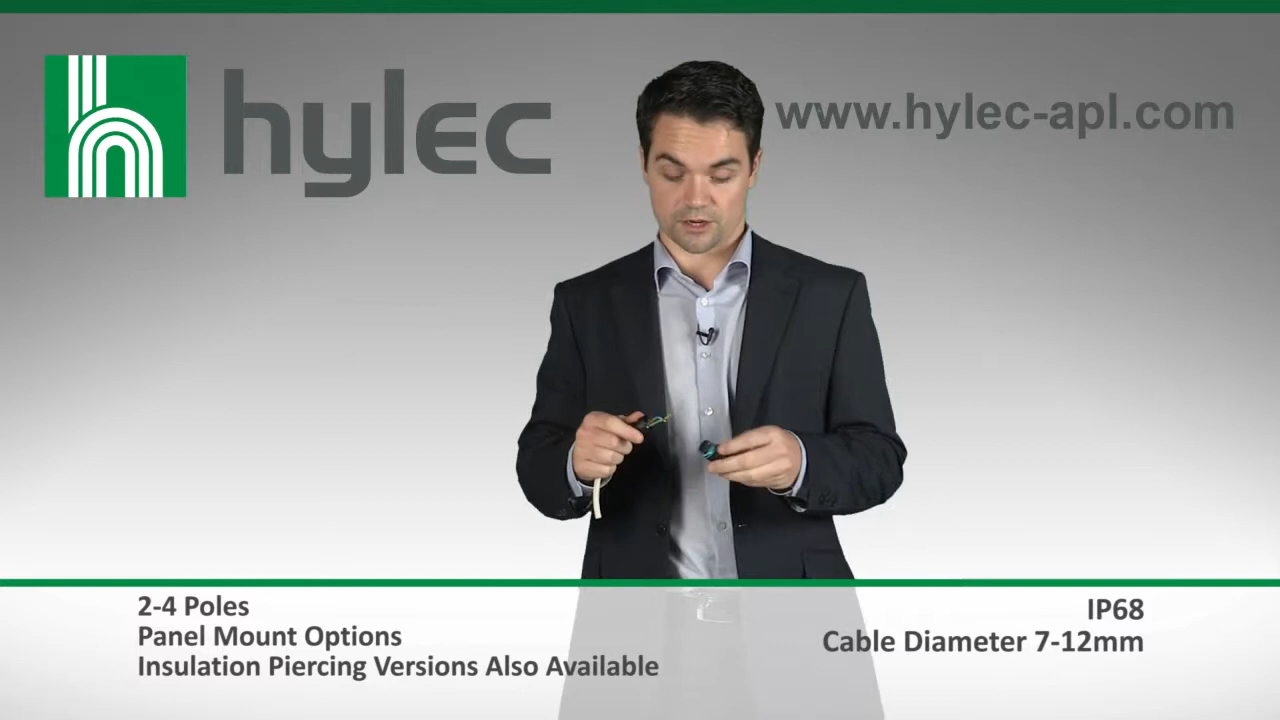 hylec
www.hylec-apl.com
2-4 Poles
Panel Mount Options
Insulation Piercing Versions Also Available
IP68
Cable Diameter 7-12mm